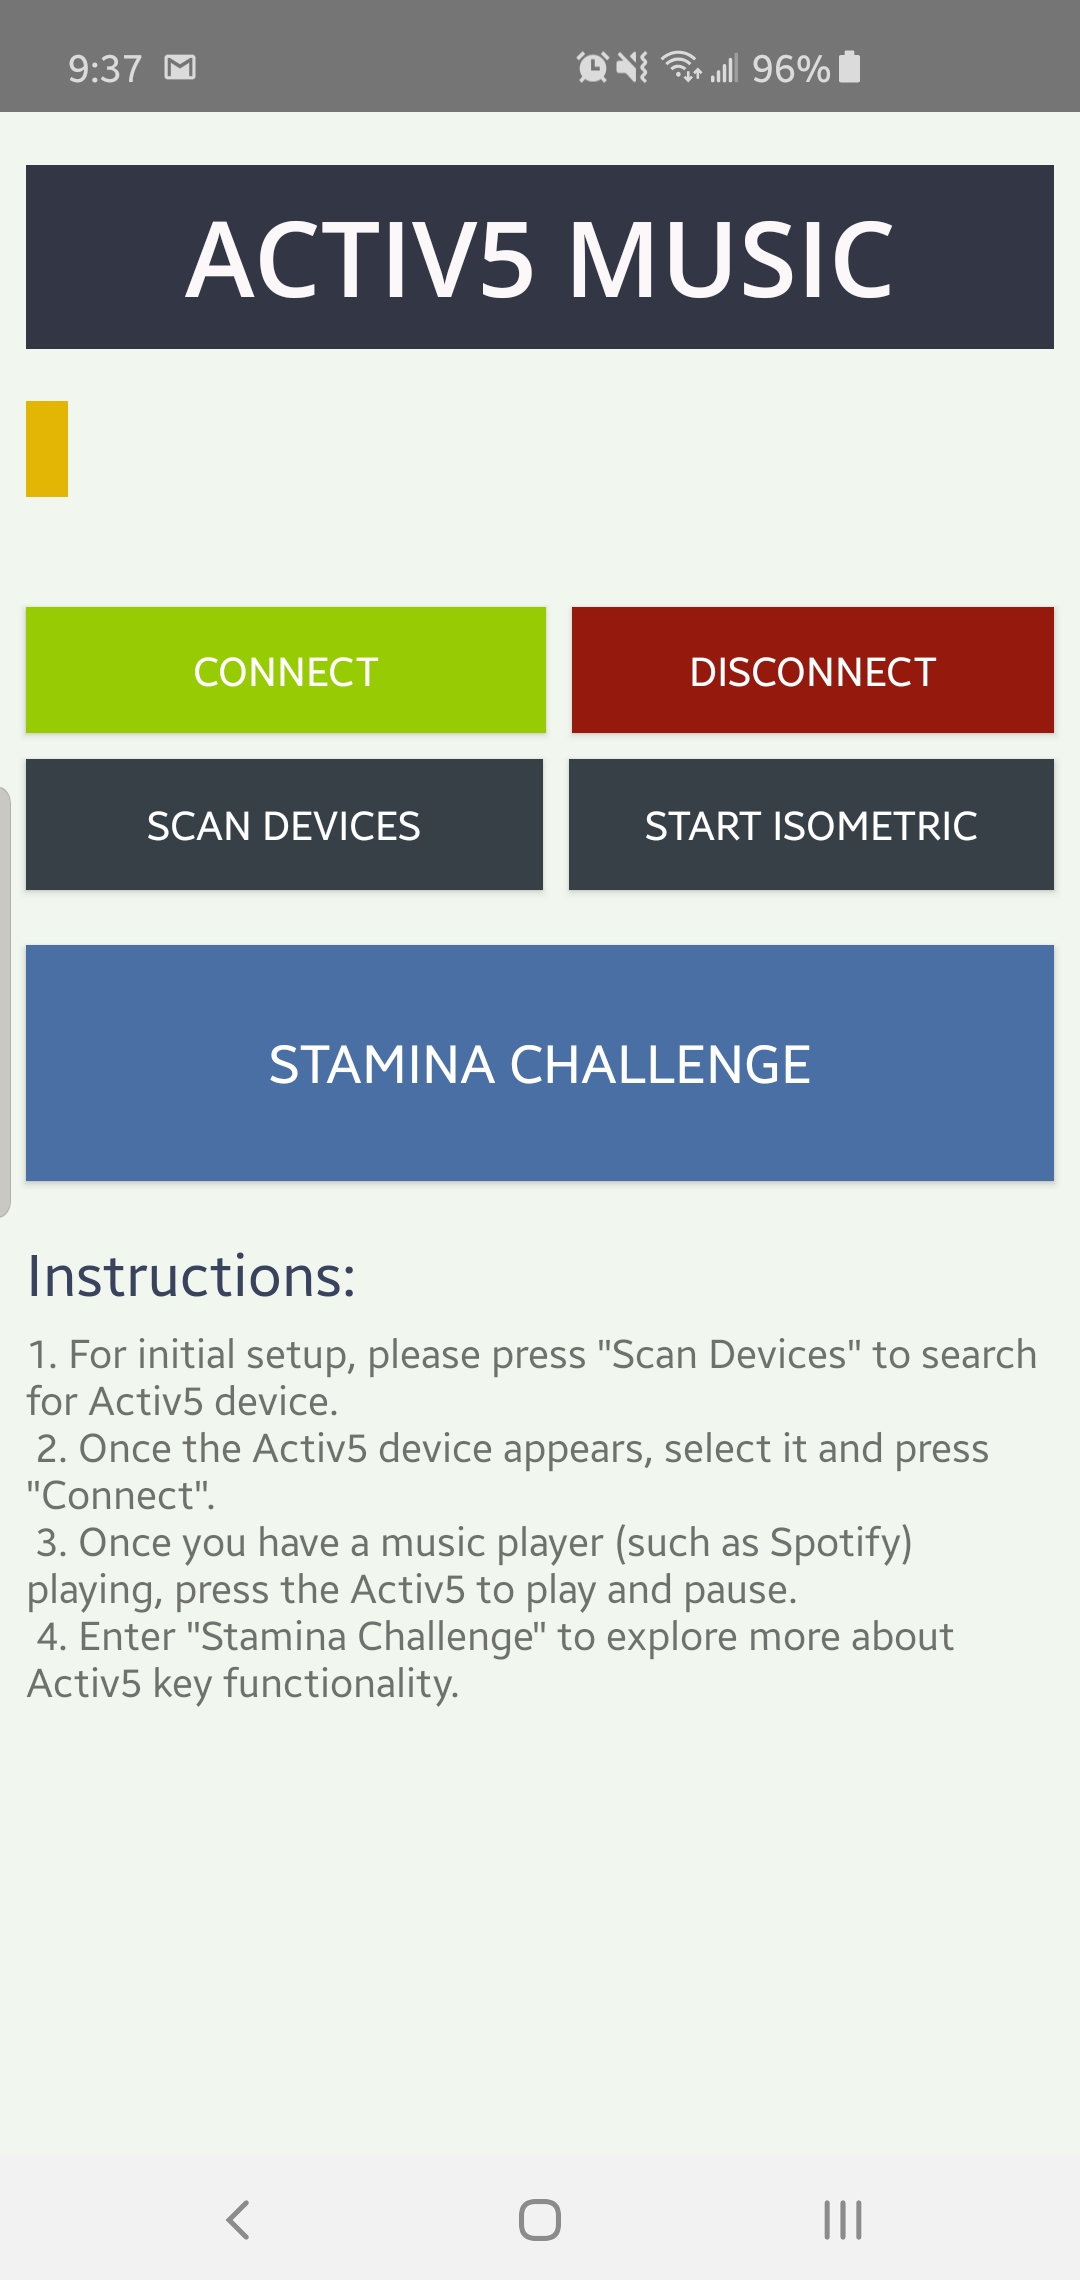 9:37
96%
ACTIV5 MUSIC
CONNECT
DISCONNECT
SCAN DEVICES
START ISOMETRIC
STAMINA CHALLENGE
Instructions:
1. For initial setup, please press "Scan Devices" to search
for Activ5 device.
2. Once the Activ5 device appears, select it and press
"Connect".
3. Once you have a music player (such as Spotify)
playing, press the Activ5 to play and pause.
4. Enter "Stamina Challenge" to explore more about
Activ5 key functionality.